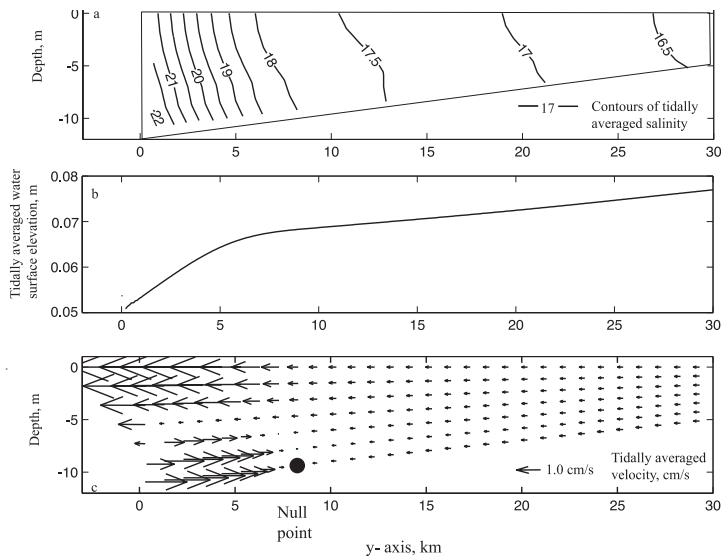 a
0
-5
-10
Depth, m
22
21
20
19
18
17.5
17
16.5
17 Contours of tidally
averaged salinity
0 5 10 15 20 25 30
b
0.08
0.07
0.06
0.05
Tidally averaged water
surface elevation, m
0 5 10 15 20 25 30
0
-5
-10
Depth, m
c
1.0 cm/s
Tidally averaged
velocity, cm/s
0 5 10 15 20 25 30
Null
point
y- axis, km